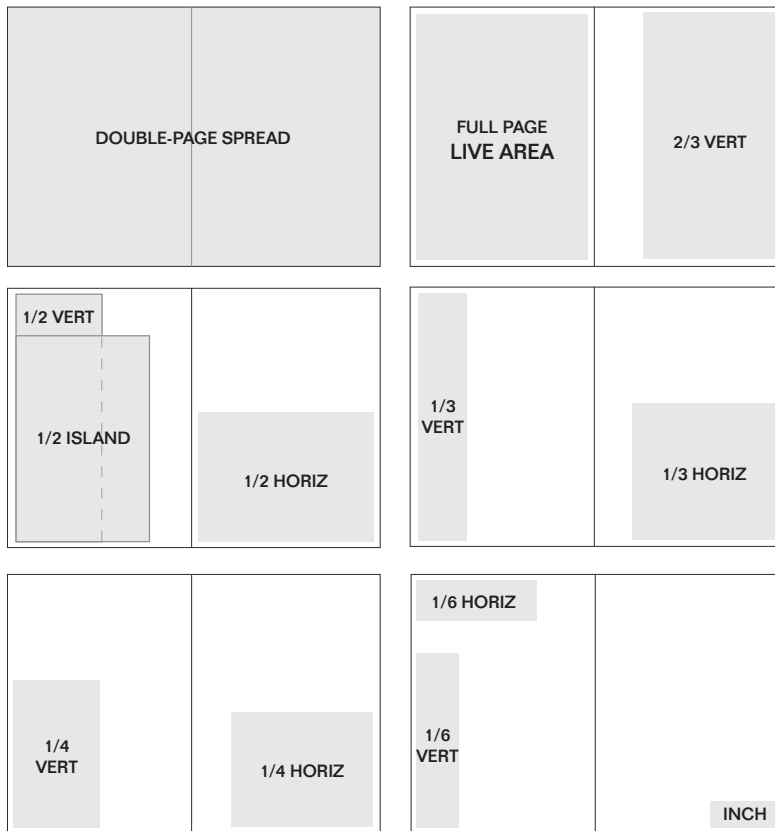 DOUBLE-PAGE SPREAD
FULL PAGE
LIVE AREA
2/3 VERT
1/2 VERT
1/2 ISLAND
1/2 HORIZ
1/3
VERT
1/3 HORIZ
1/4
VERT
1/4 HORIZ
1/6 HORIZ
1/6
VERT
INCH